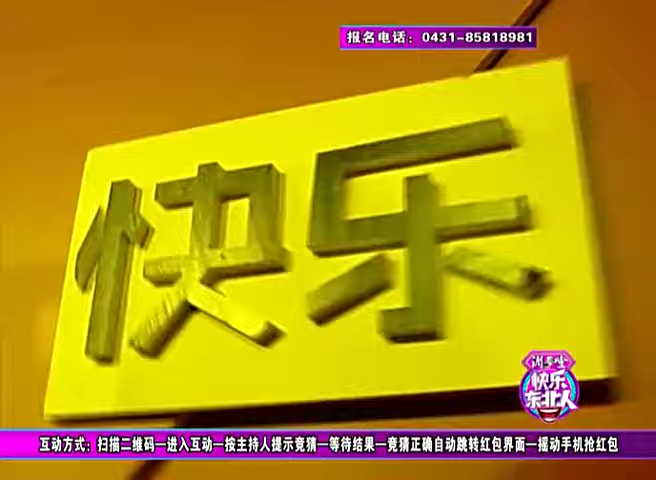 报名电话：0431-85818981
快乐
快乐
东北人
互动方式：扫描二维码—进入互动—按主持人提示竞猜—等待结果—竞猜正确自动跳转红包界面—摇动手机抢红包